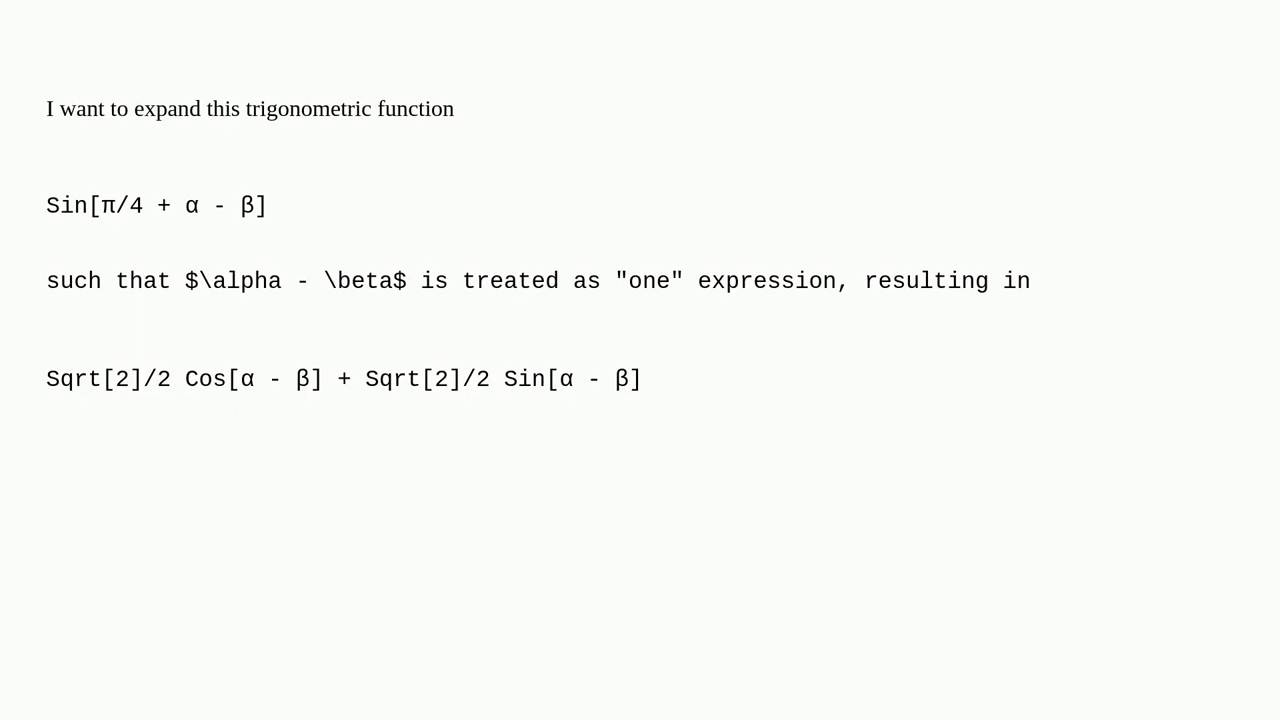 I want to expand this trigonometric function
Sin[π/4 + α - β]
such that $\alpha - \beta$ is treated as "one" expression, resulting in
Sqrt[2]/2 Cos[α - β] + Sqrt[2]/2 Sin[α - β]